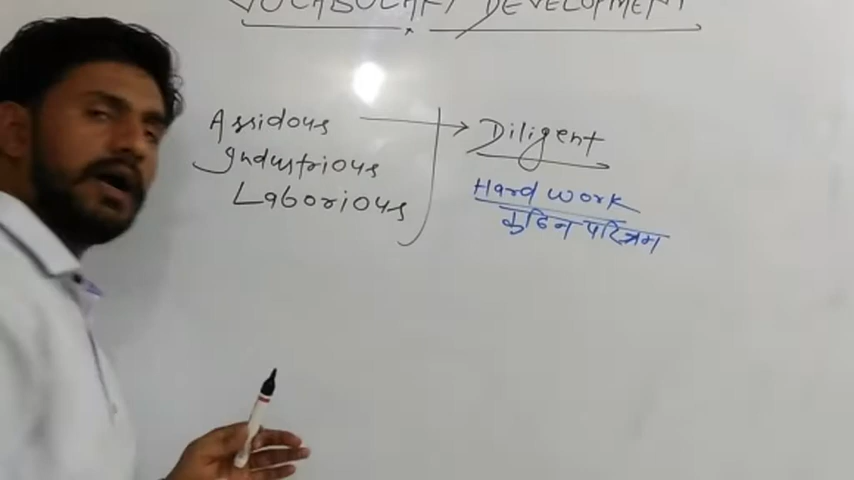 VOCABULARY DEVELOPMENT
Assidous
Industrious
Laborious
Diligent
Hard work
कठिन परिश्रम